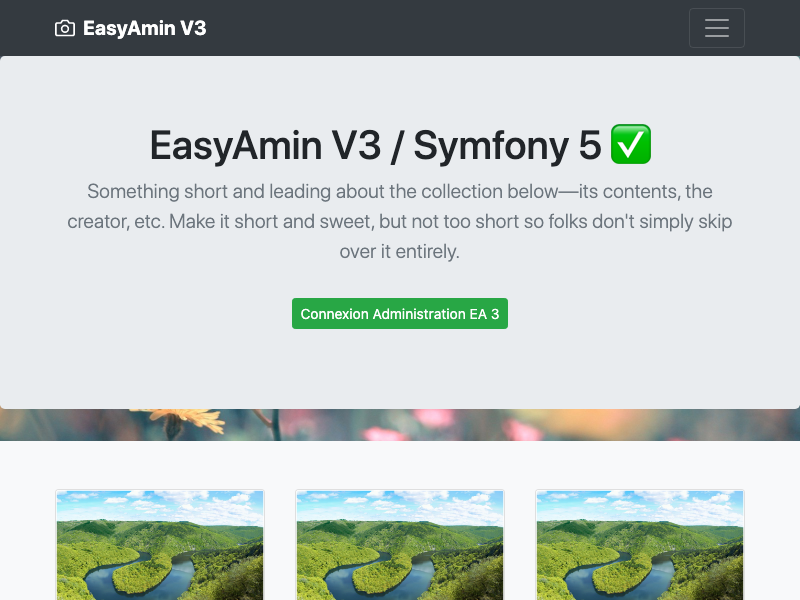 EasyAmin V3
EasyAmin V3 / Symfony 5 ✅
Something short and leading about the collection below—its contents, the
creator, etc. Make it short and sweet, but not too short so folks don't simply skip
over it entirely.
Connexion Administration EA 3